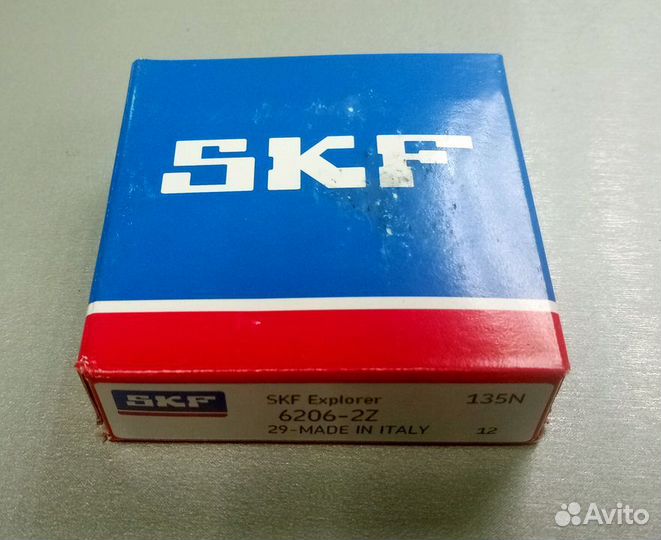 SKF
SKF
SKF Explorer
135N
6206-2Z
29-MADE IN ITALY
12
Avito